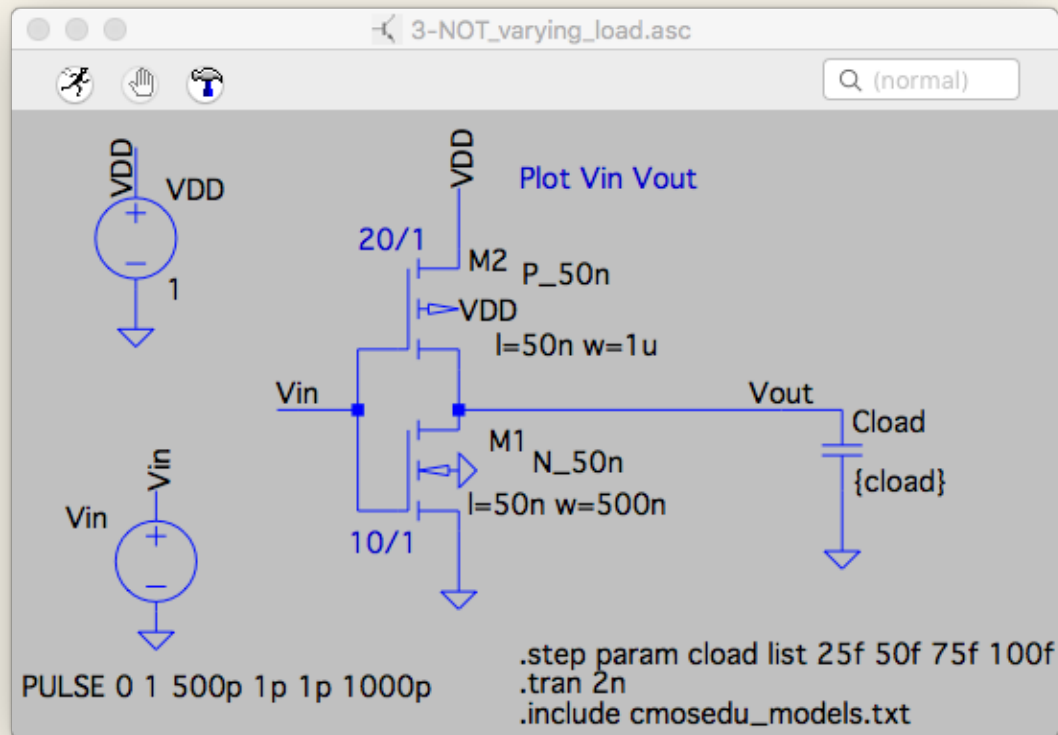 3-NOT_varying_load.asc
(normal)
VDD
VDD
1
VDD
Plot Vin Vout
20/1
M2
P_50n
VDD
l=50n w=1u
Vin
Vout
Cload
{cload}
M1
N_50n
l=50n w=500n
10/1
Vin
Vin
PULSE 0 1 500p 1p 1p 1000p
.step param cload list 25f 50f 75f 100f
.tran 2n
.include cmosedu_models.txt